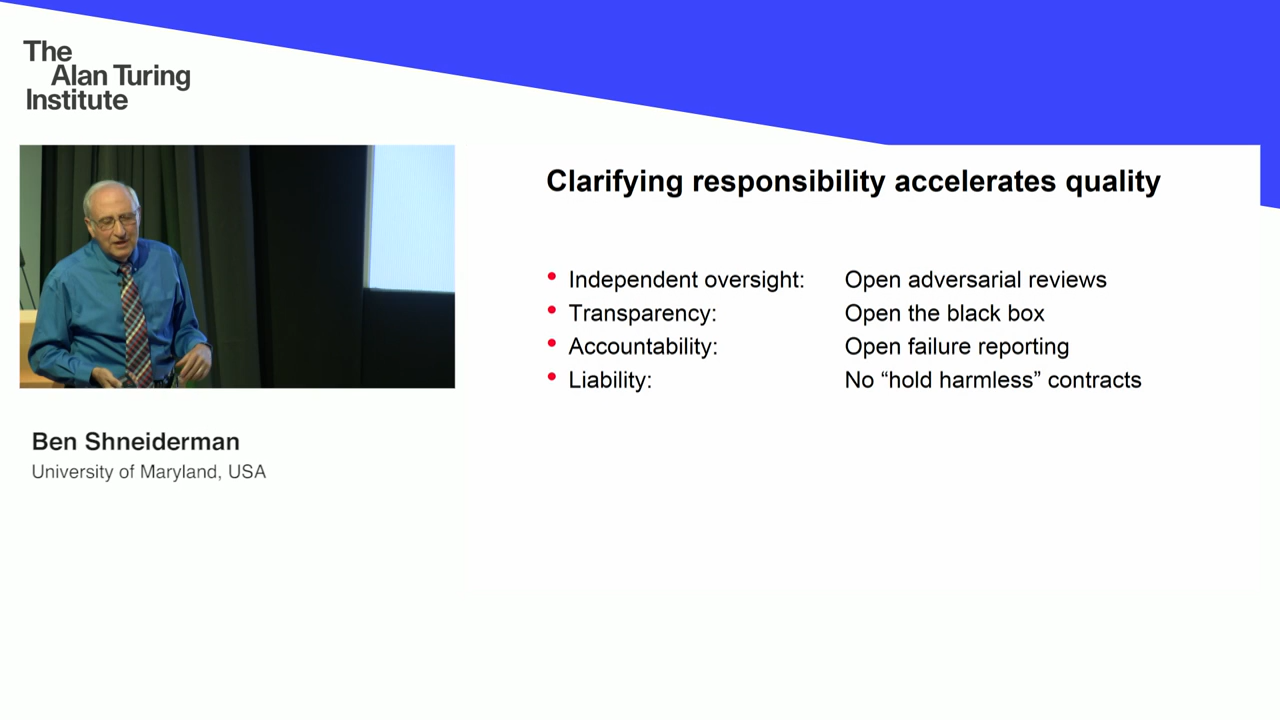 The
Alan Turing
Institute
Clarifying responsibility accelerates quality
• Independent oversight: Open adversarial reviews
• Transparency: Open the black box
• Accountability: Open failure reporting
• Liability: No “hold harmless” contracts
Ben Shneiderman
University of Maryland, USA